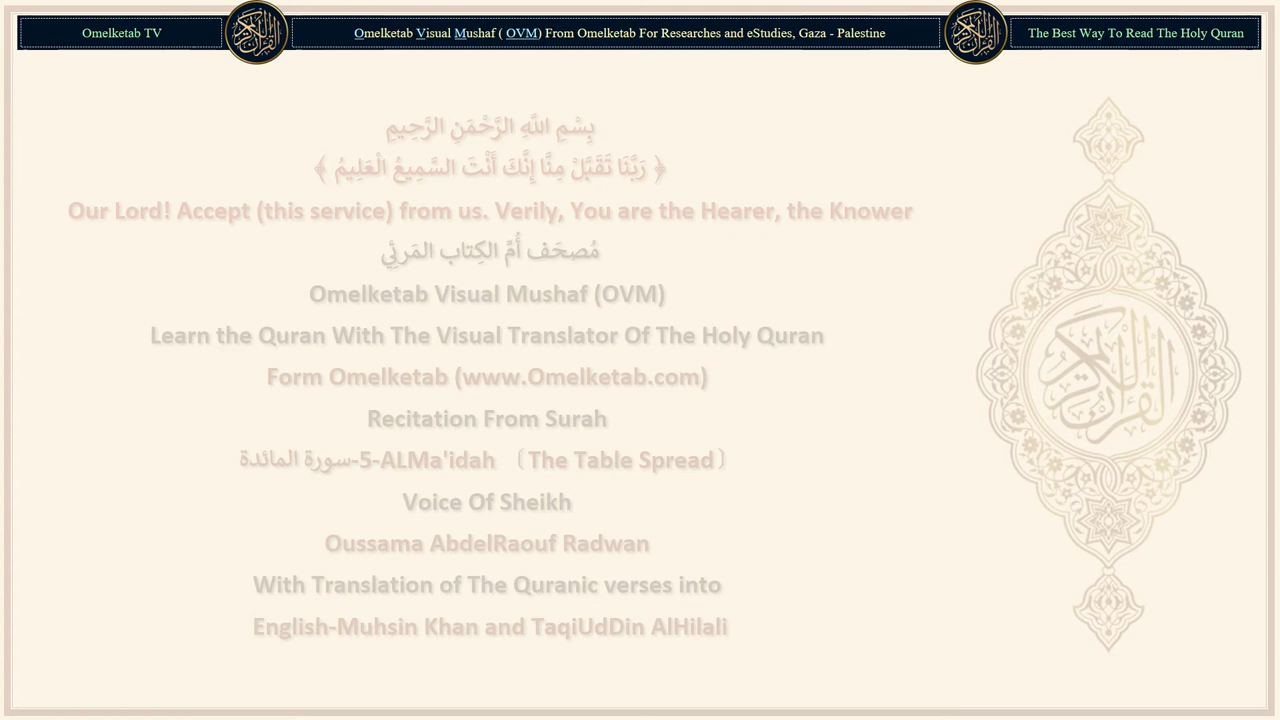 Omelketab TV
Omelketab Visual Mushaf ( OVM) From Omelketab For Researches and eStudies, Gaza - Palestine
The Best Way To Read The Holy Quran
بِسْمِ اللَّهِ الرَّحْمَنِ الرَّحِيمِ
﴿ رَبَّنَا تَقَبَّلْ مِنَّا إِنَّكَ أَنْتَ السَّمِيعُ الْعَلِيمُ ﴾
Our Lord! Accept (this service) from us. Verily, You are the Hearer, the Knower
مُصحَف أُمِّ الكِتاب المَرئِي
Omelketab Visual Mushaf (OVM)
Learn the Quran With The Visual Translator Of The Holy Quran
Form Omelketab (www.Omelketab.com)
Recitation From Surah
سورة المائدة-5-ALMa'idah 〔The Table Spread〕
Voice Of Sheikh
Oussama AbdelRaouf Radwan
With Translation of The Quranic verses into
English-Muhsin Khan and TaqiUdDin AlHilali
القرآن الكريم